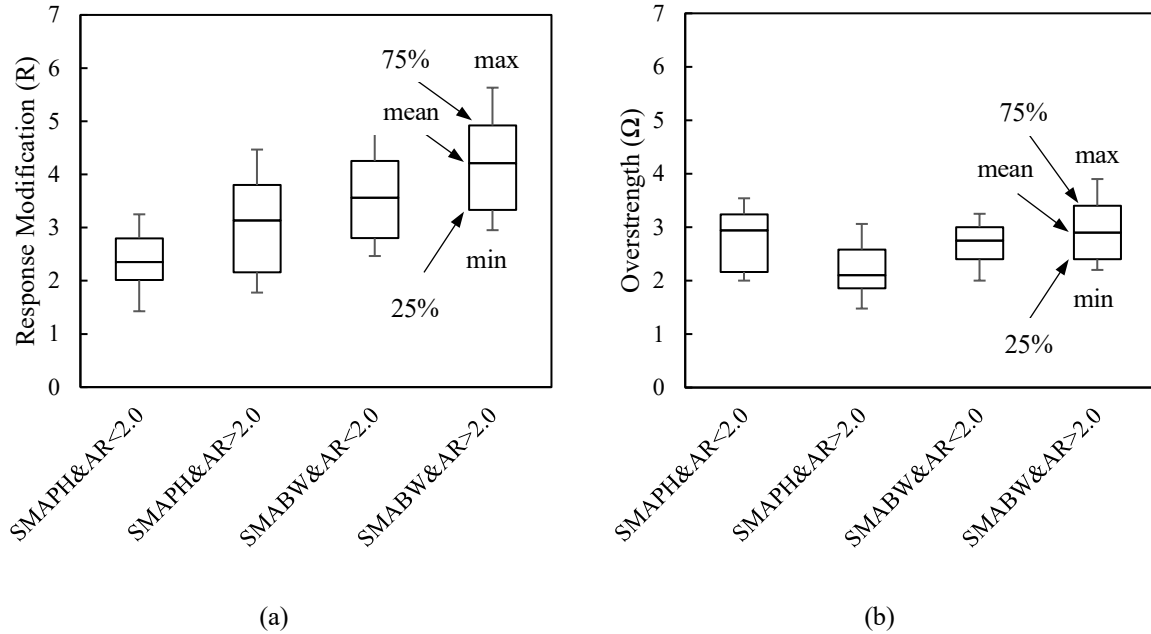 Response Modification (R)
7
6
5
4
3
2
1
0
75%
max
mean
min
25%
SMAPH&AR<2.0
SMAPH&AR>2.0
SMABW&AR<2.0
SMABW&AR>2.0
(a)
Overstrength (Ω)
7
6
5
4
3
2
1
0
75%
max
mean
min
25%
SMAPH&AR<2.0
SMAPH&AR>2.0
SMABW&AR<2.0
SMABW&AR>2.0
(b)